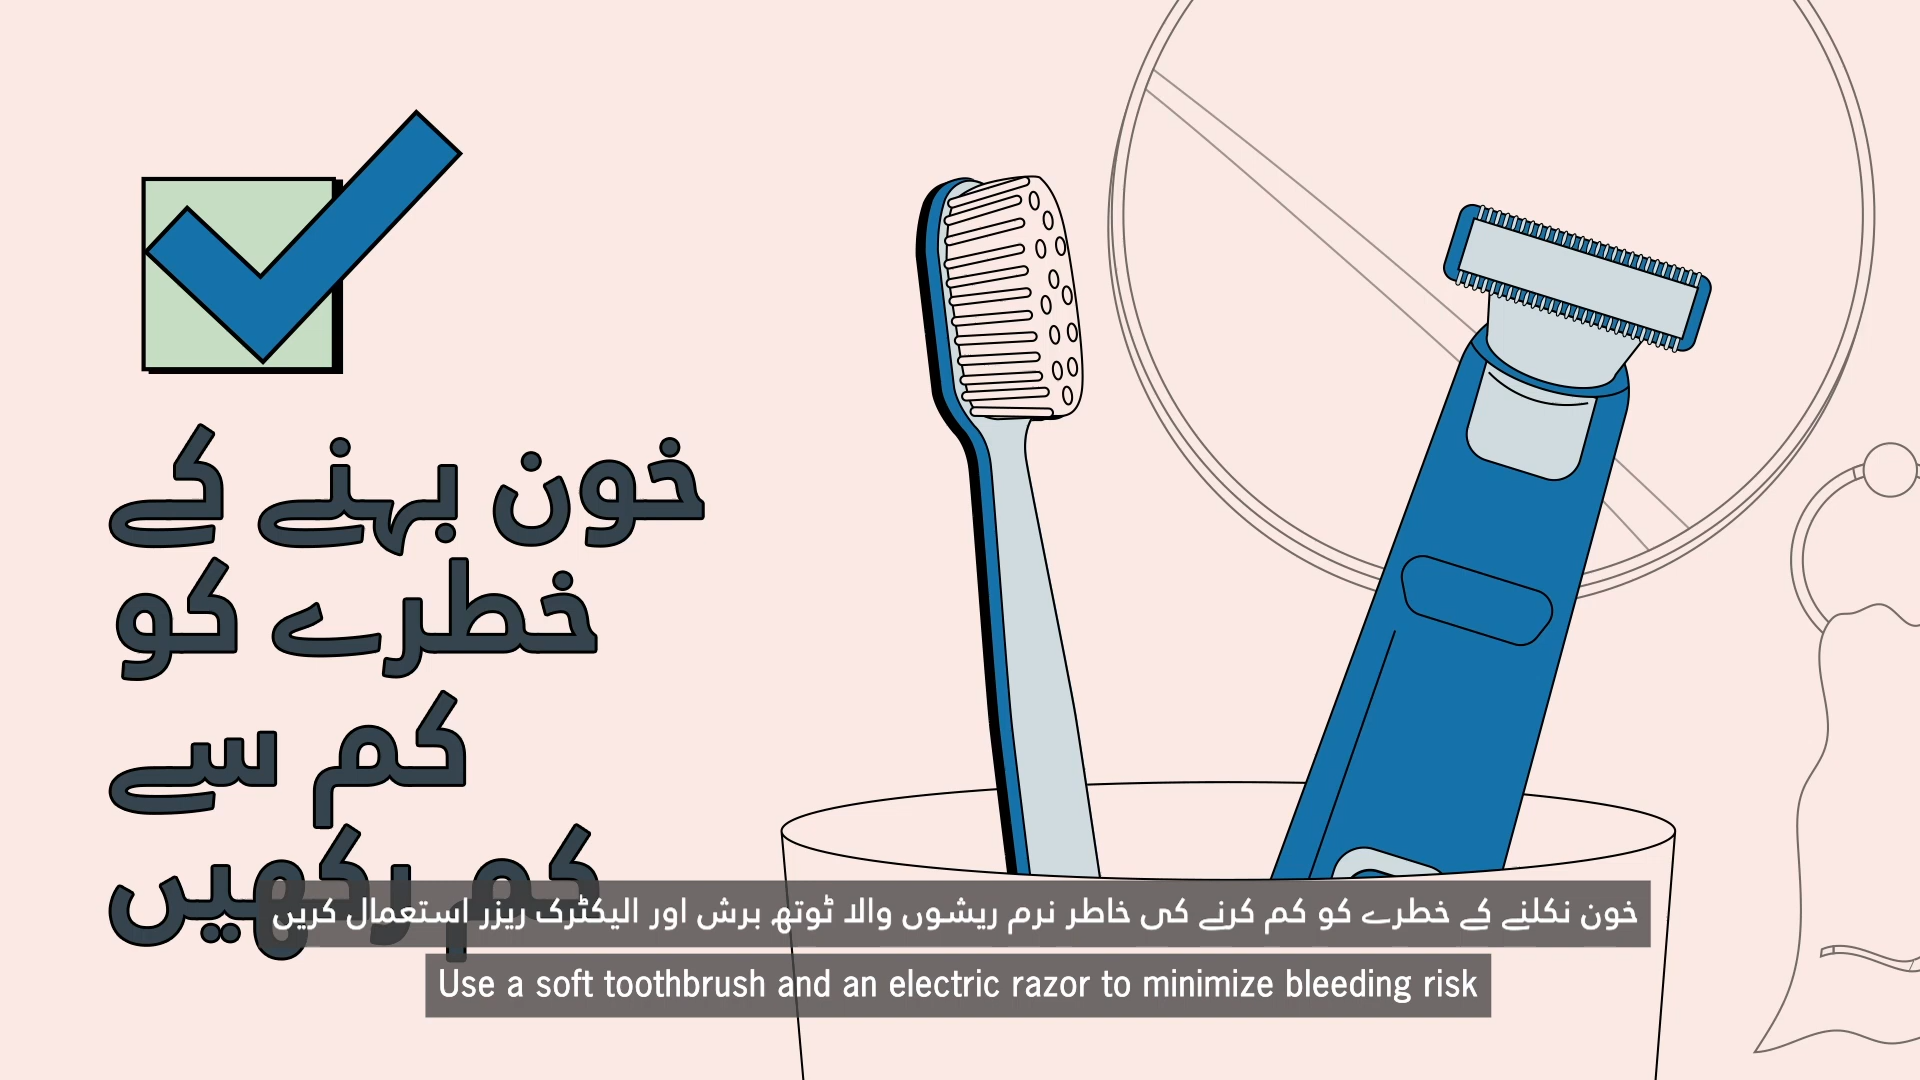 خون بہنے کے
خطرے کو
کم سے
کم رکھیں
خون نکلنے کے خطرے کو کم کرنے کی خاطر نرم ریشوں والا ٹوتھ برش اور الیکٹرک ریزر استعمال کریں
Use a soft toothbrush and an electric razor to minimize bleeding risk